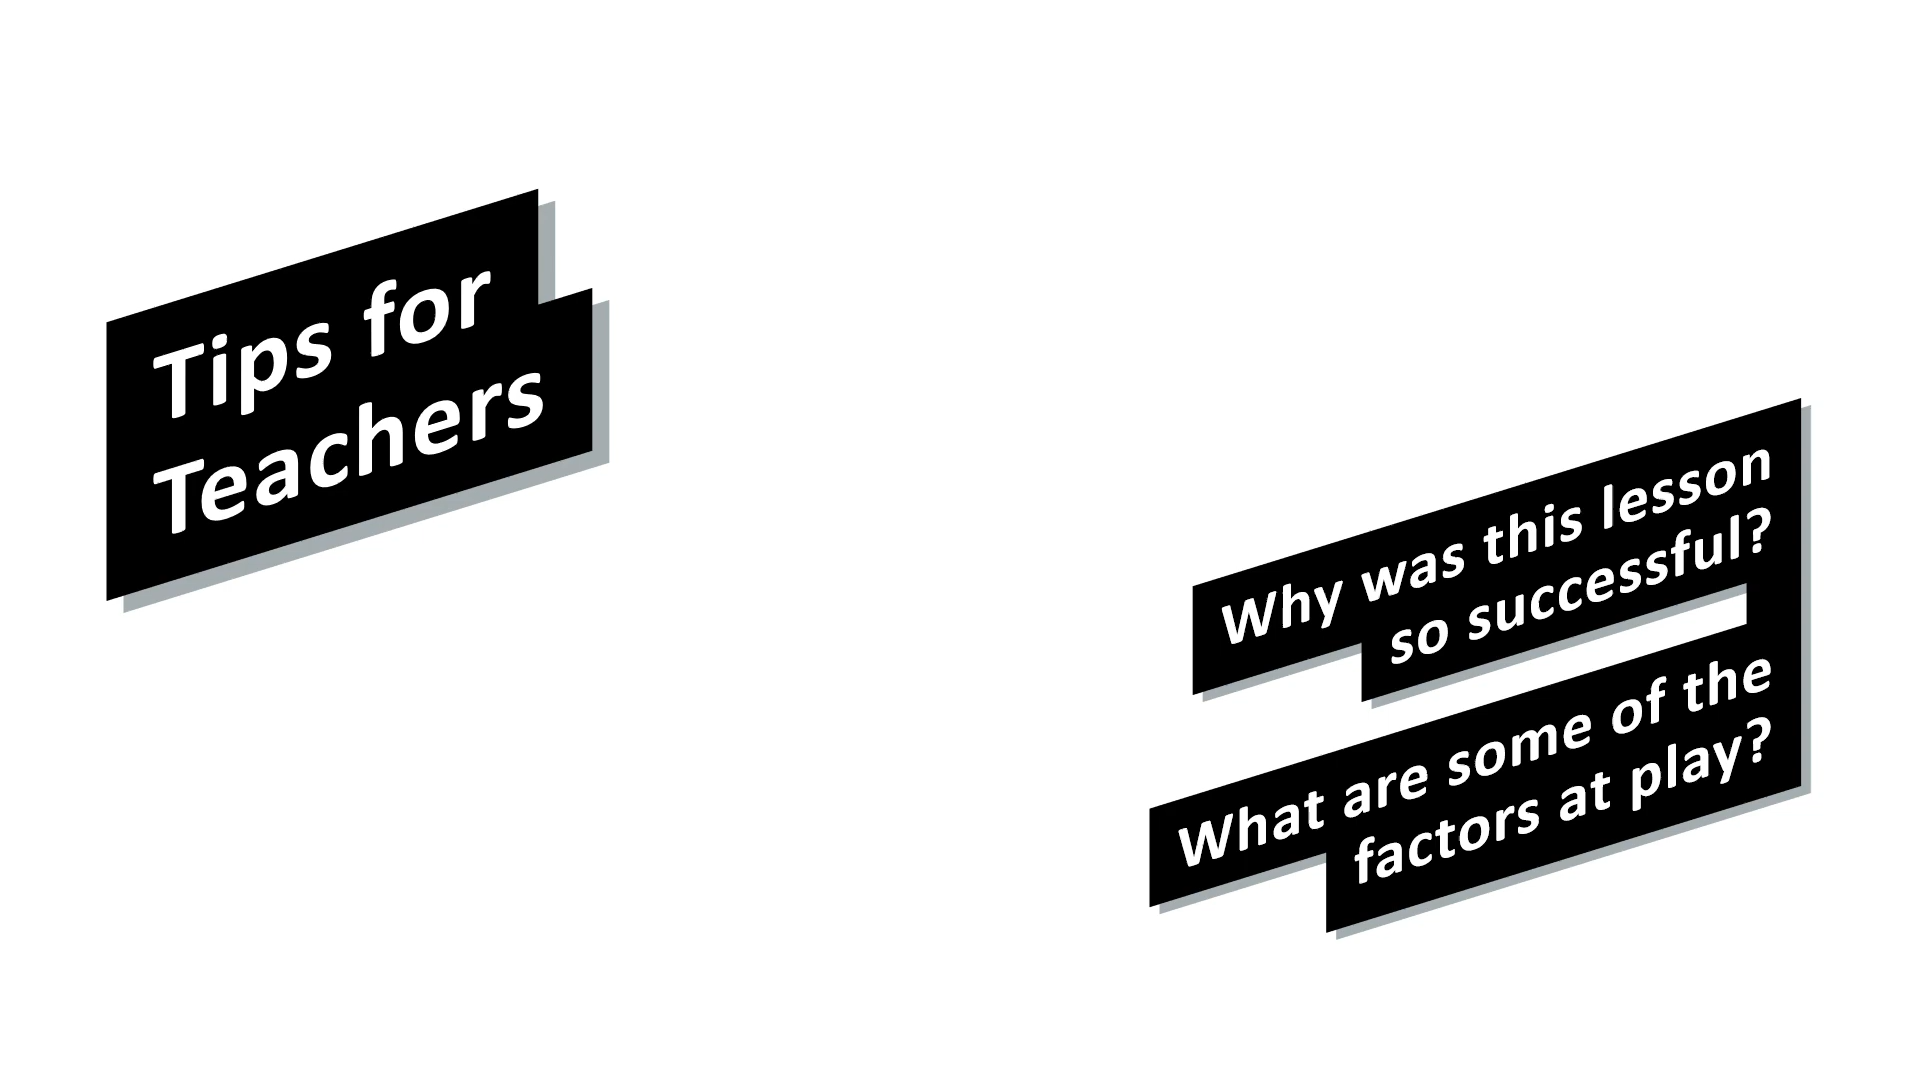 Tips for
Teachers
Why was this lesson
so successful?
What are some of the
factors at play?